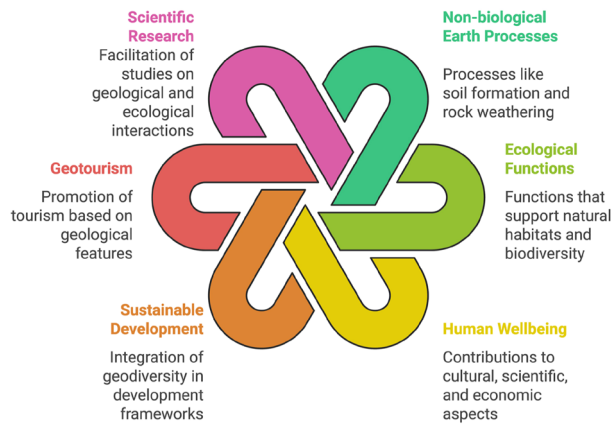 Scientific
Research
Facilitation of
studies on
geological and
ecological
interactions
Non-biological
Earth Processes
Processes like
soil formation and
rock weathering
Geotourism
Promotion of
tourism based on
geological
features
Ecological
Functions
Functions that
support natural
habitats and
biodiversity
Sustainable
Development
Integration of
geodiversity in
development
frameworks
Human Wellbeing
Contributions to
cultural, scientific,
and economic
aspects